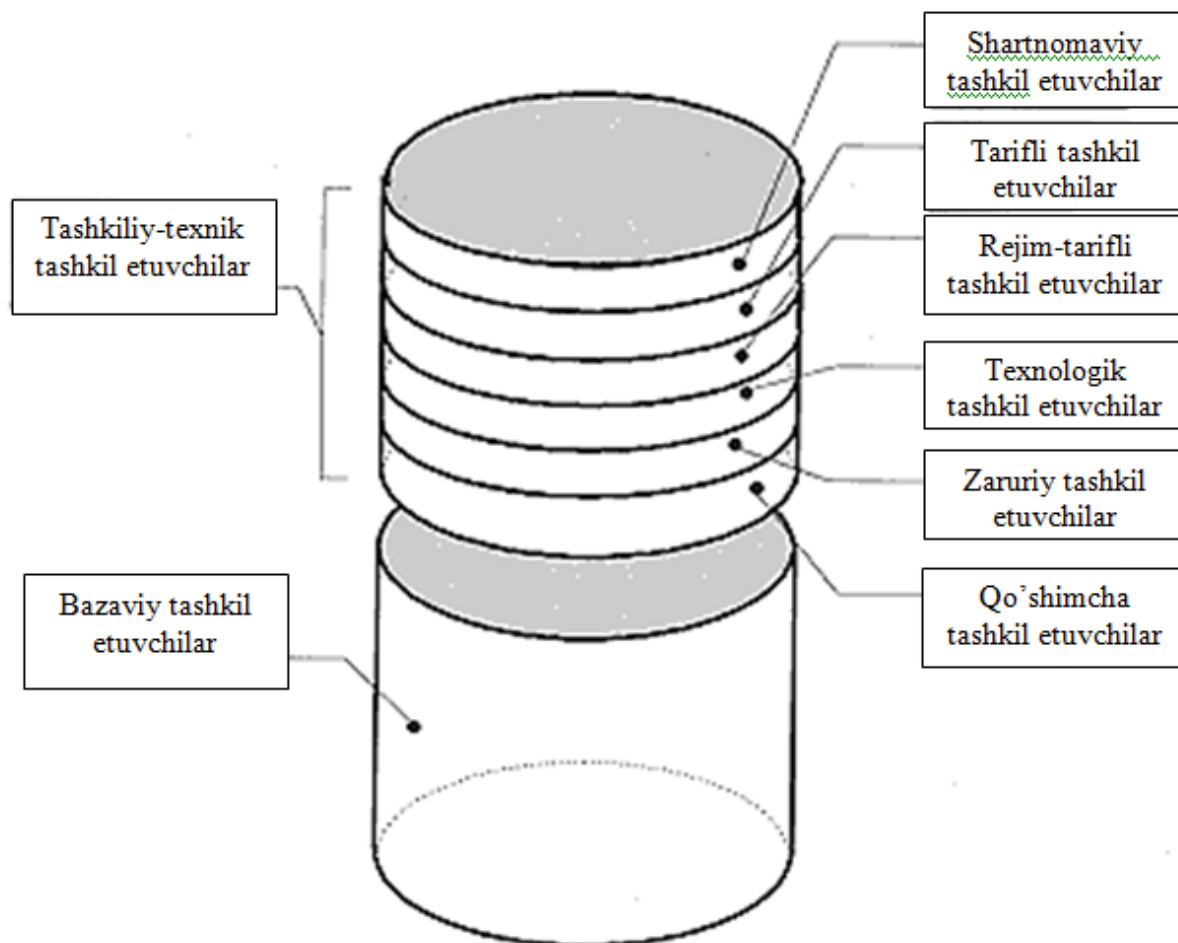 Shartnomaviy
tashkil etuvchilar
Tarifli tashkil
etuvchilar
Tashkiliy-texnik
tashkil etuvchilar
Rejim-tarifli
tashkil etuvchilar
Texnologik
tashkil etuvchilar
Zaruriy tashkil
etuvchilar
Bazaviy tashkil
etuvchilar
Qo’shimcha
tashkil etuvchilar